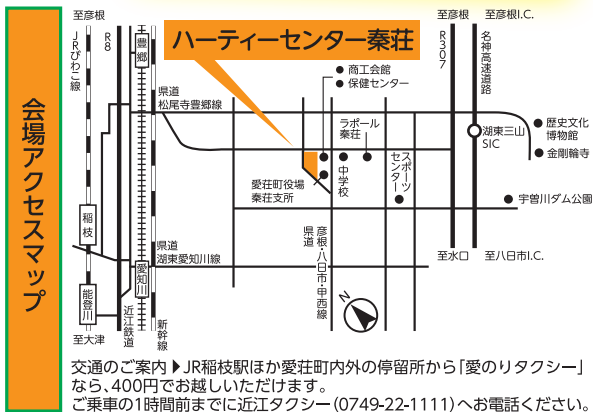 会場アクセスマップ
至彦根
至彦根
至彦根I.C.
JRびわこ線
R8
豊郷
ハーティーセンター秦荘
R307
名神高速道路
商工会館
保健センター
県道
松尾寺豊郷線
ラポール
秦荘
歴史文化
博物館
湖東三山
SIC
金剛輪寺
中学校
スポーツ
センター
愛荘町役場
秦荘支所
宇曽川ダム公園
稲枝
県道
湖東愛知川線
彦根・八日市・甲西線
県道
至水口
至八日市I.C.
愛知川
能登川
近江鉄道
新幹線
N
至大津
交通のご案内▶JR稲枝駅ほか愛荘町内外の停留所から「愛のりタクシー」
なら、400円でお越しいただけます。
ご乗車の1時間前までに近江タクシー(0749-22-1111)へお電話ください。